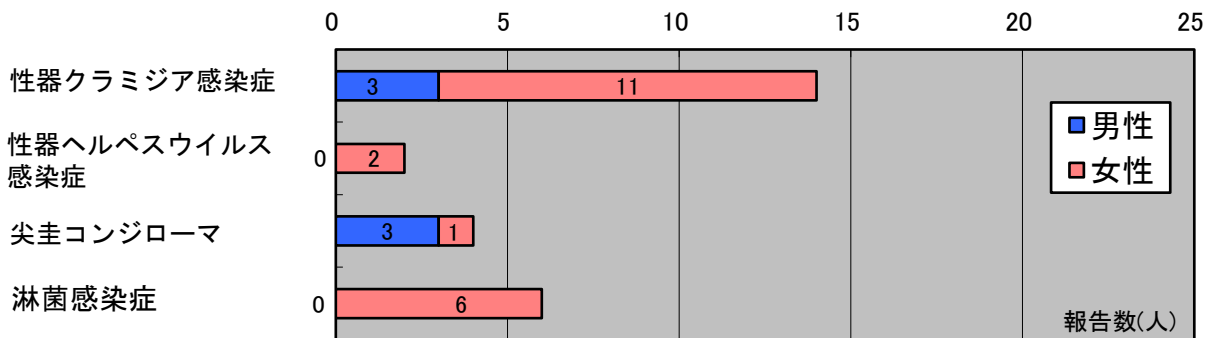 0 5 10 15 20 25
性器クラミジア感染症
3 11
性器ヘルペスウイルス
感染症
0 2
尖圭コンジローマ
3 1
淋菌感染症
0 6
男性
女性
報告数(人)